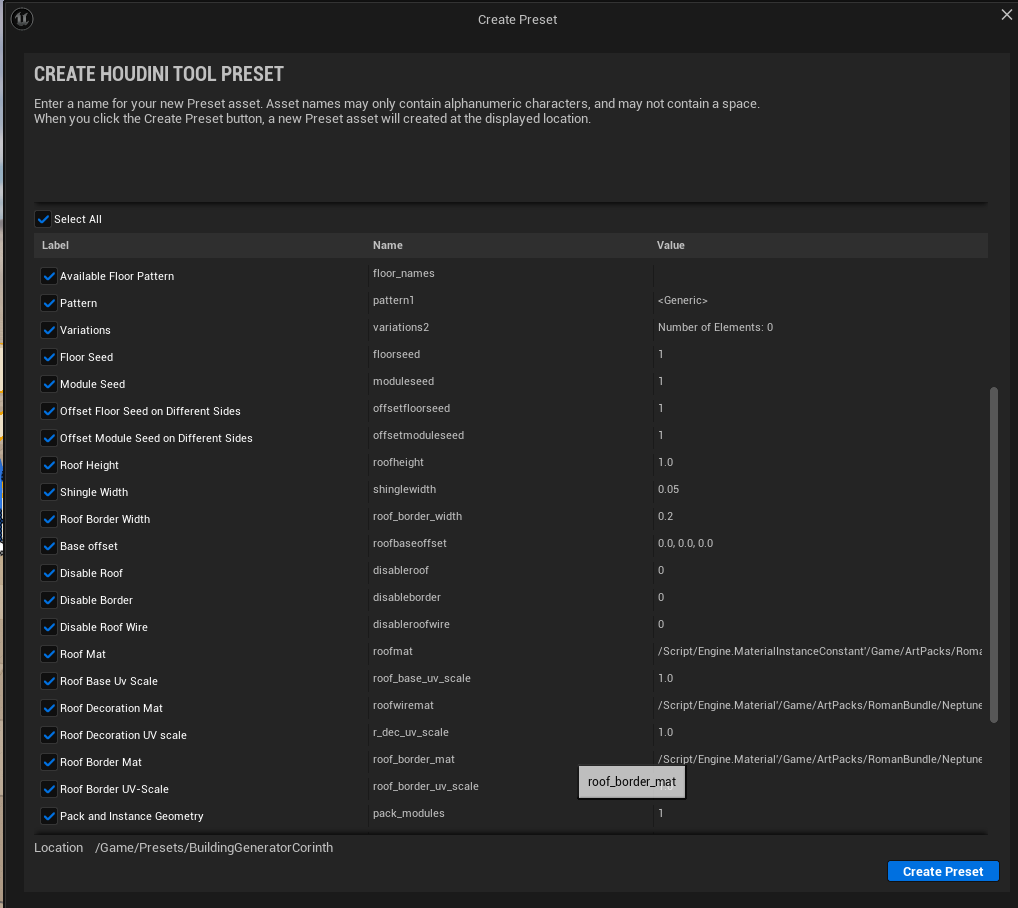 Create Preset
CREATE HOUDINI TOOL PRESET
Enter a name for your new Preset asset. Asset names may only contain alphanumeric characters, and may not contain a space.
When you click the Create Preset button, a new Preset asset will created at the displayed location.
Select All
Label Name Value
Available Floor Pattern floor_names
Pattern pattern1 <Generic>
Variations variations2 Number of Elements: 0
Floor Seed floorseed 1
Module Seed moduleseed 1
Offset Floor Seed on Different Sides offsetfloorseed 1
Offset Module Seed on Different Sides offsetmoduleseed 1
Roof Height roofheight 1.0
Shingle Width shinglewidth 0.05
Roof Border Width roof_border_width 0.2
Base offset roofbaseoffset 0.0, 0.0, 0.0
Disable Roof disableroof 0
Disable Border disableborder 0
Disable Roof Wire disableroofwire 0
Roof Mat roofmat /Script/Engine.MaterialInstanceConstant'/Game/ArtPacks/Roma
Roof Base Uv Scale roof_base_uv_scale 1.0
Roof Decoration Mat roofwiremat /Script/Engine.Material'/Game/ArtPacks/RomanBundle/Neptune
Roof Decoration UV scale r_dec_uv_scale 1.0
Roof Border Mat roof_border_mat /Script/Engine.Material'/Game/ArtPacks/RomanBundle/Neptune
Roof Border UV-Scale roof_border_uv_scale
roof_border_mat
Pack and Instance Geometry pack_modules 1
Location /Game/Presets/BuildingGeneratorCorinth
Create Preset